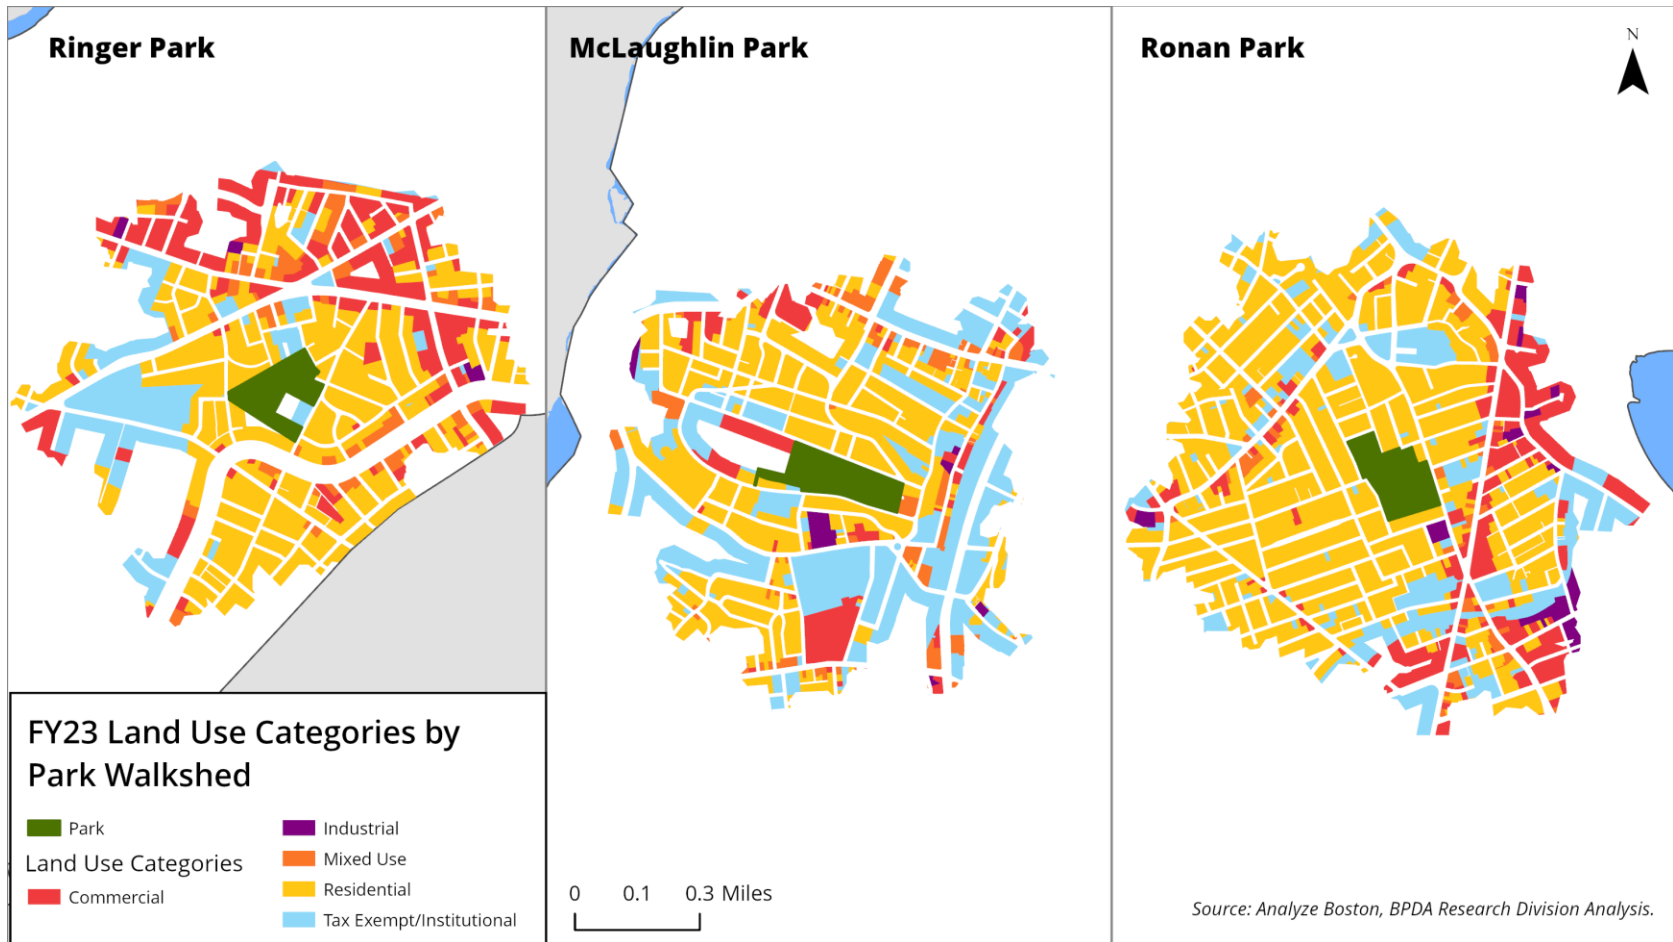 Ringer Park
McLaughlin Park
Ronan Park
N
FY23 Land Use Categories by
Park Walkshed
Park
Land Use Categories
Commercial
Industrial
Mixed Use
Residential
Tax Exempt/Institutional
0 0.1 0.3 Miles
Source: Analyze Boston, BPDA Research Division Analysis.